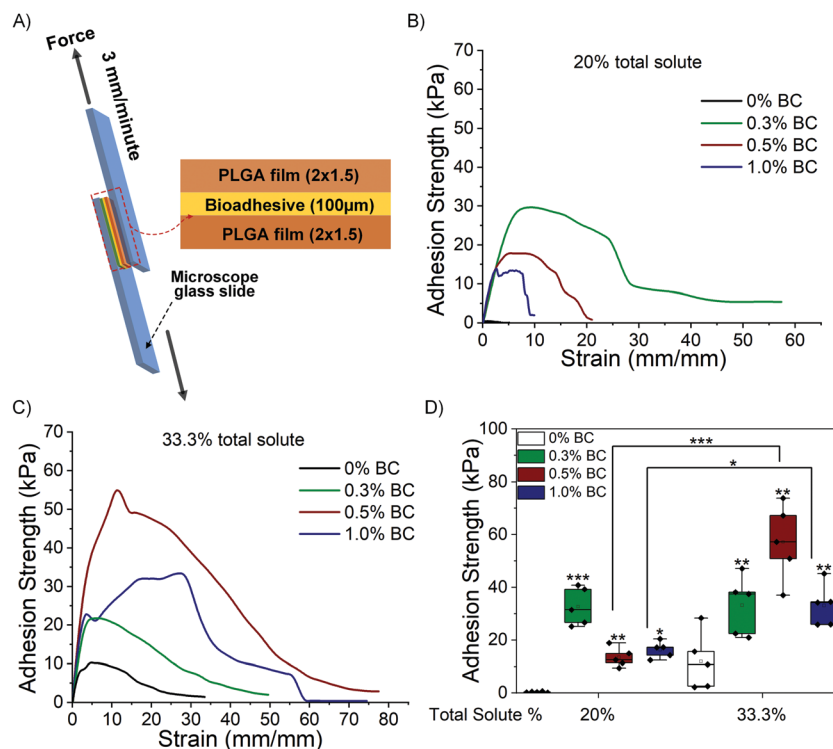 A)
Force
3 mm/minute
PLGA film (2x1.5)
Bioadhesive (100µm)
PLGA film (2x1.5)
Microscope
glass slide
B)
20% total solute
0% BC
0.3% BC
0.5% BC
1.0% BC
Adhesion Strength (kPa)
70
60
50
40
30
20
10
0
0 10 20 30 40 50 60
Strain (mm/mm)
C)
33.3% total solute
0% BC
0.3% BC
0.5% BC
1.0% BC
Adhesion Strength (kPa)
70
60
50
40
30
20
10
0
0 10 20 30 40 50 60 70 80
Strain (mm/mm)
D)
0% BC
0.3% BC
0.5% BC
1.0% BC
Adhesion Strength (kPa)
100
80
60
40
20
0
***
*
***
**
*
**
**
**
Total Solute % 20% 33.3%